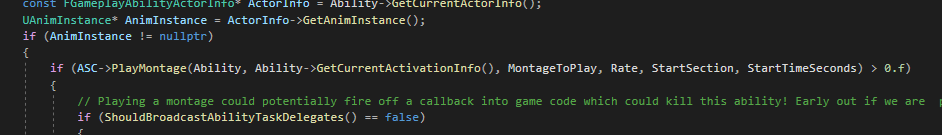 const FGameplayAbilityActorInfo* ActorInfo = Ability->GetCurrentActorInfo();
UAnimInstance* AnimInstance = ActorInfo->GetAnimInstance();
if (AnimInstance != nullptr)
{
if (ASC->PlayMontage(Ability, Ability->GetCurrentActivationInfo(), MontageToPlay, Rate, StartSection, StartTimeSeconds) > 0.f)
{
// Playing a montage could potentially fire off a callback into game code which could kill this ability! Early out if we are
if (ShouldBroadcastAbilityTaskDelegates() == false)
{